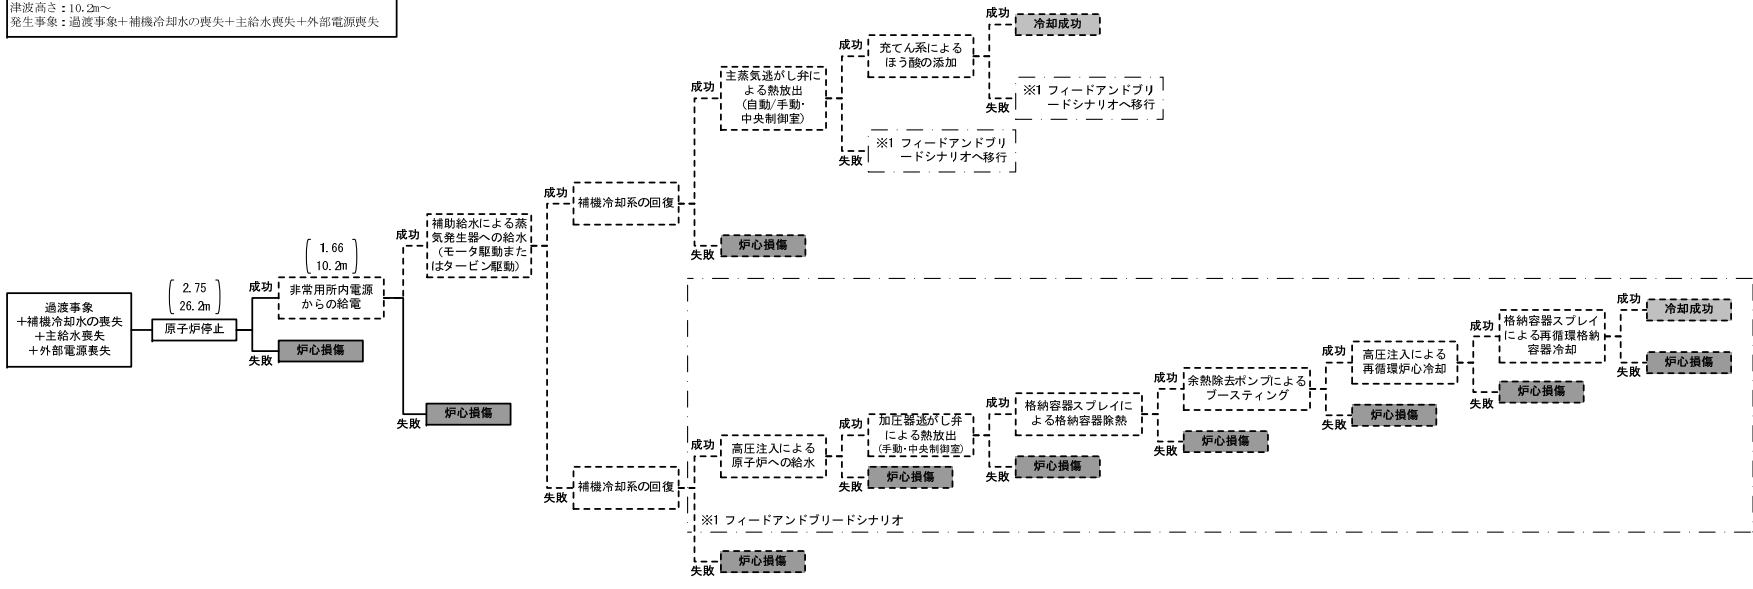 津波高さ：10.2m～
発生事象：過渡事象＋補機冷却水の喪失＋主給水喪失＋外部電源喪失
過渡事象
＋補機冷却水の喪失
＋主給水喪失
＋外部電源喪失
2.75
26.2m
原子炉停止
成功
失敗
炉心損傷
1.66
10.2m
非常用所内電源
からの給電
成功
失敗
炉心損傷
補助給水による蒸
気発生器への給水
（モータ駆動また
はタービン駆動）
成功
失敗
補機冷却系の回復
成功
失敗
炉心損傷
主蒸気逃がし弁に
よる熱放出
（自動/手動・
中央制御室）
成功
失敗
※1 フィードアンドブリ
ードシナリオへ移行
充てん系による
ほう酸の添加
成功
冷却成功
失敗
※1 フィードアンドブリ
ードシナリオへ移行
補機冷却系の回復
成功
失敗
炉心損傷
高圧注入による
原子炉への給水
成功
失敗
炉心損傷
加圧器逃がし弁
による熱放出
（手動・中央制御室）
成功
失敗
炉心損傷
格納容器スプレイに
よる格納容器除熱
成功
失敗
炉心損傷
余熱除去ポンプによる
ブースティング
成功
失敗
炉心損傷
高圧注入による
再循環炉心冷却
成功
失敗
炉心損傷
格納容器スプレイ
による再循環格納
容器冷却
成功
冷却成功
失敗
炉心損傷
※1 フィードアンドブリードシナリオ